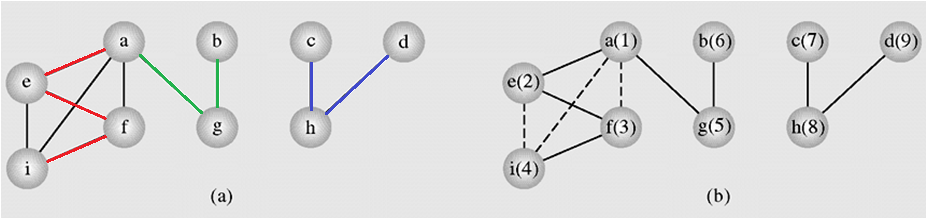 a b c d
e
f g h
i
(a)
a(1) b(6) c(7) d(9)
e(2)
f(3) g(5) h(8)
i(4)
(b)